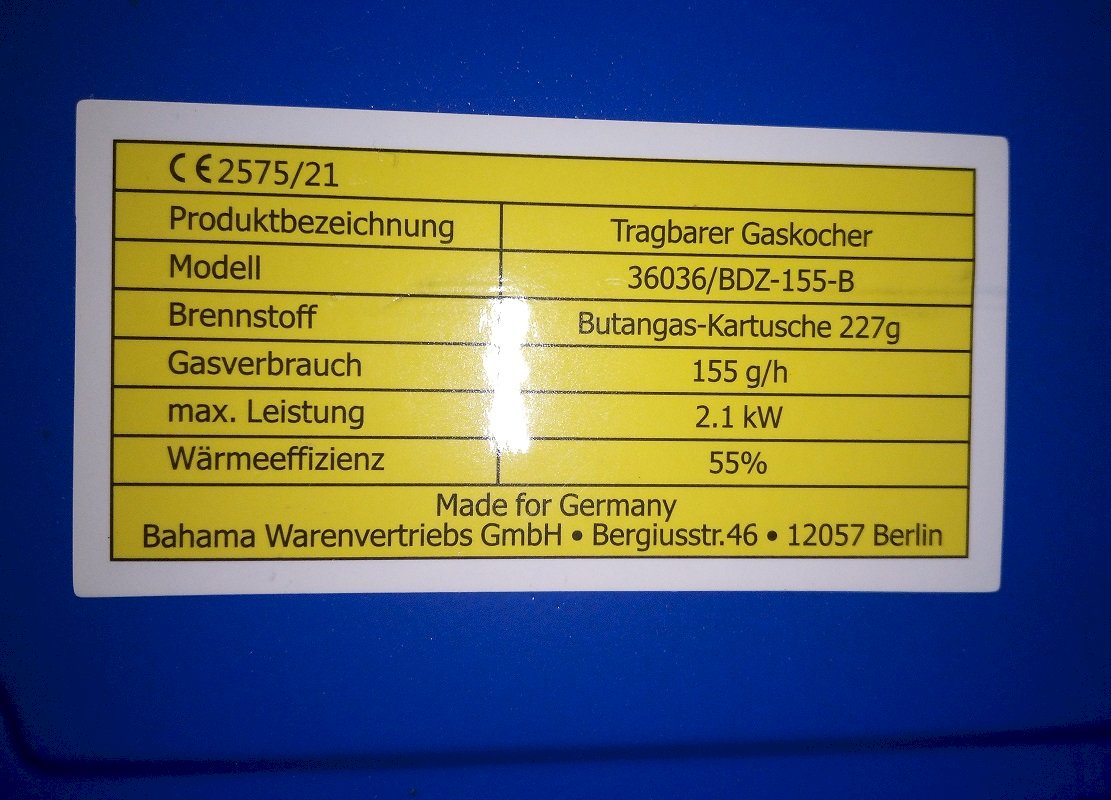 CE 2575/21
Produktbezeichnung Tragbarer Gaskocher
Modell 36036/BDZ-155-B
Brennstoff Butangas-Kartusche 227g
Gasverbrauch 155 g/h
max. Leistung 2.1 kW
Wärmeeffizienz 55%
Made for Germany
Bahama Warenvertriebs GmbH • Bergiusstr.46 • 12057 Berlin